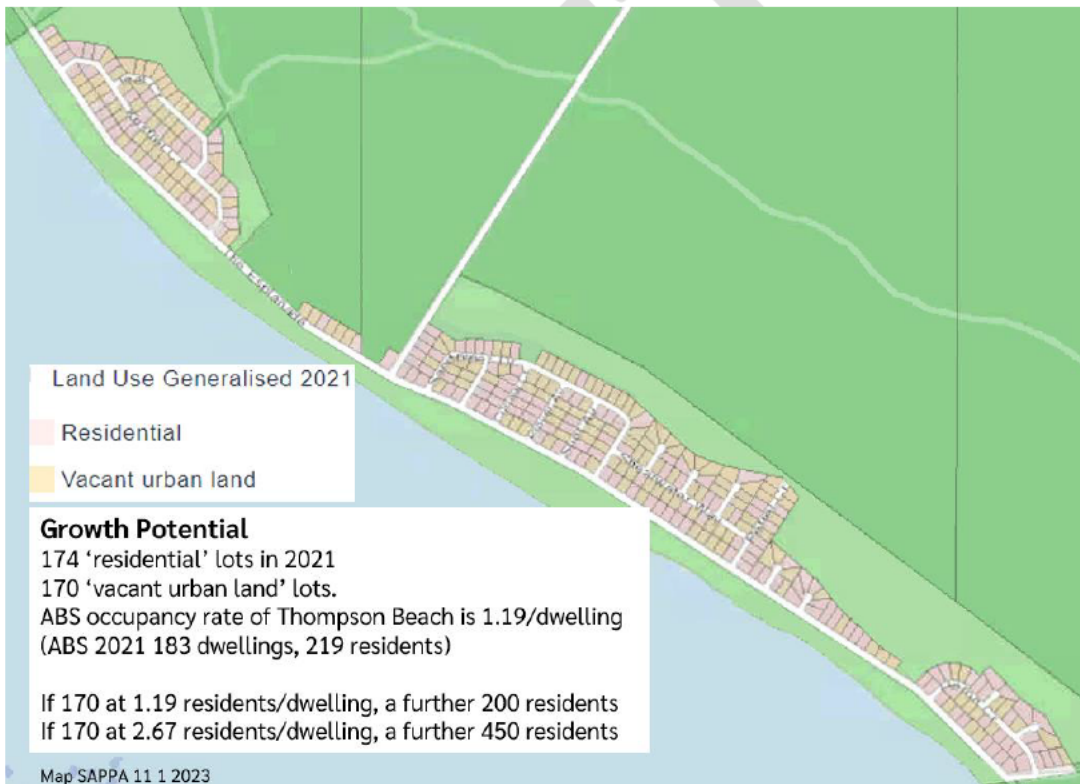 The Esplanade
Land Use Generalised 2021
Residential
Vacant urban land
Growth Potential
174 ‘residential’ lots in 2021
170 ‘vacant urban land’ lots.
ABS occupancy rate of Thompson Beach is 1.19/dwelling
(ABS 2021 183 dwellings, 219 residents)
If 170 at 1.19 residents/dwelling, a further 200 residents
If 170 at 2.67 residents/dwelling, a further 450 residents
Map SAPPA 11 1 2023